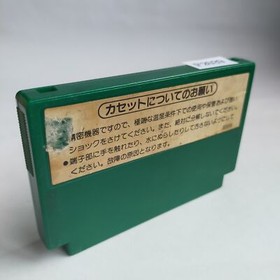 カセットについてのお願い
精密機器ですので、極端な温度条件下での使用や保管および強い
ショックをさけてください。また、絶対に分解しないでください。
●端子部に手を触れたり、水にぬらしたり
ください。故障の原因となります。